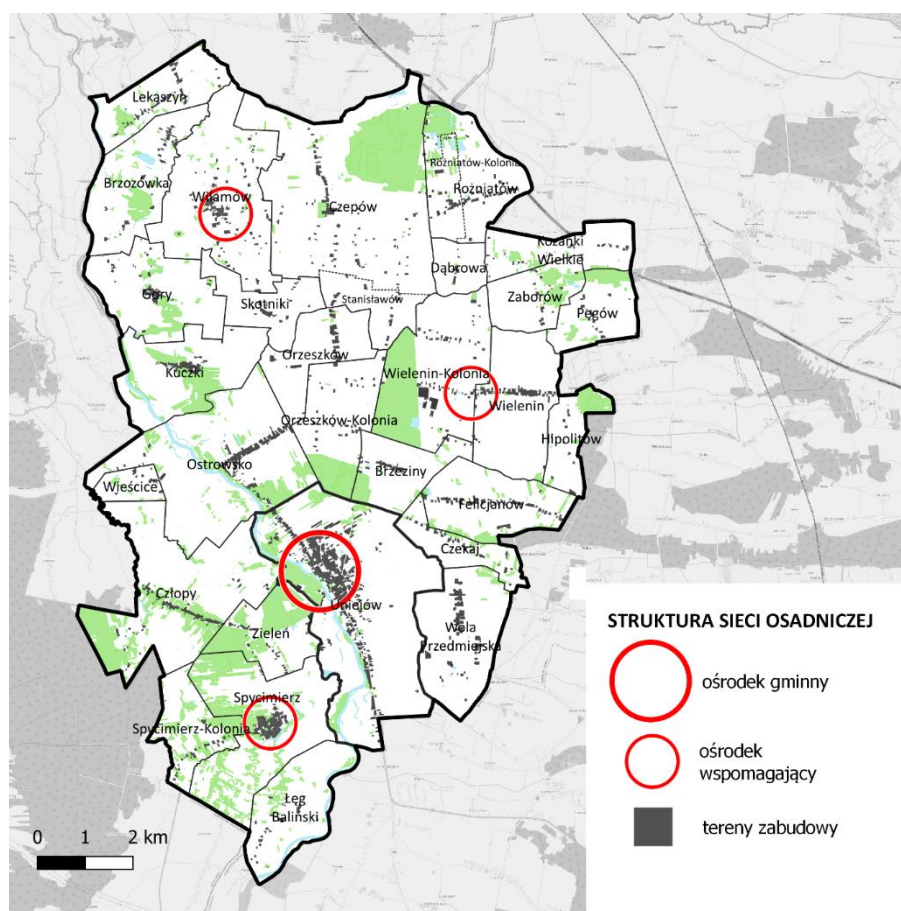 Lekaszyn
Rożniatów-Kolonia
Brzozówka
Rożniatów
Wilamów
Czepów
Kozanki
Wielkie
Dąbrowa
Góry
Zaborów
Skotniki
Stanisławów
Pęgów
Orzeszków
Kuczki
Wielenin-Kolonia
Wielenin
Orzeszków-Kolonia
Hipolitów
Ostrowsko
Brzeziny
Wieścice
Felicjanów
Czekaj
Człopy
Uniejów
Zieleń
Wola
Przedmiejska
Spycimierz
Spycimierz-Kolonia
Łęg
Baliński
0 1 2 km
STRUKTURA SIECI OSADNICZEJ
ośrodek gminny
ośrodek
wspomagający
tereny zabudowy